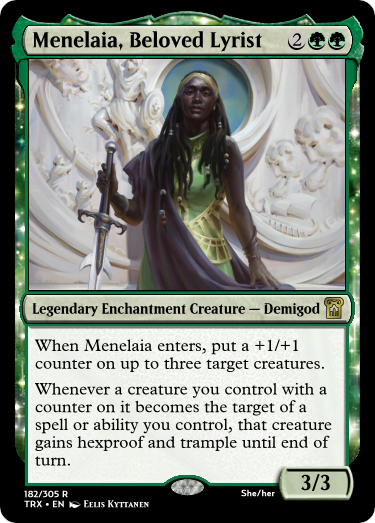 Menelaia, Beloved Lyrist 2
Legendary Enchantment Creature — Demigod
When Menelaia enters, put a +1/+1
counter on up to three target creatures.
Whenever a creature you control with a
counter on it becomes the target of a
spell or ability you control, that creature
gains hexproof and trample until end of
turn.
3/3
182/305 R
She/her
TRX • EN Eelis Kyttanen